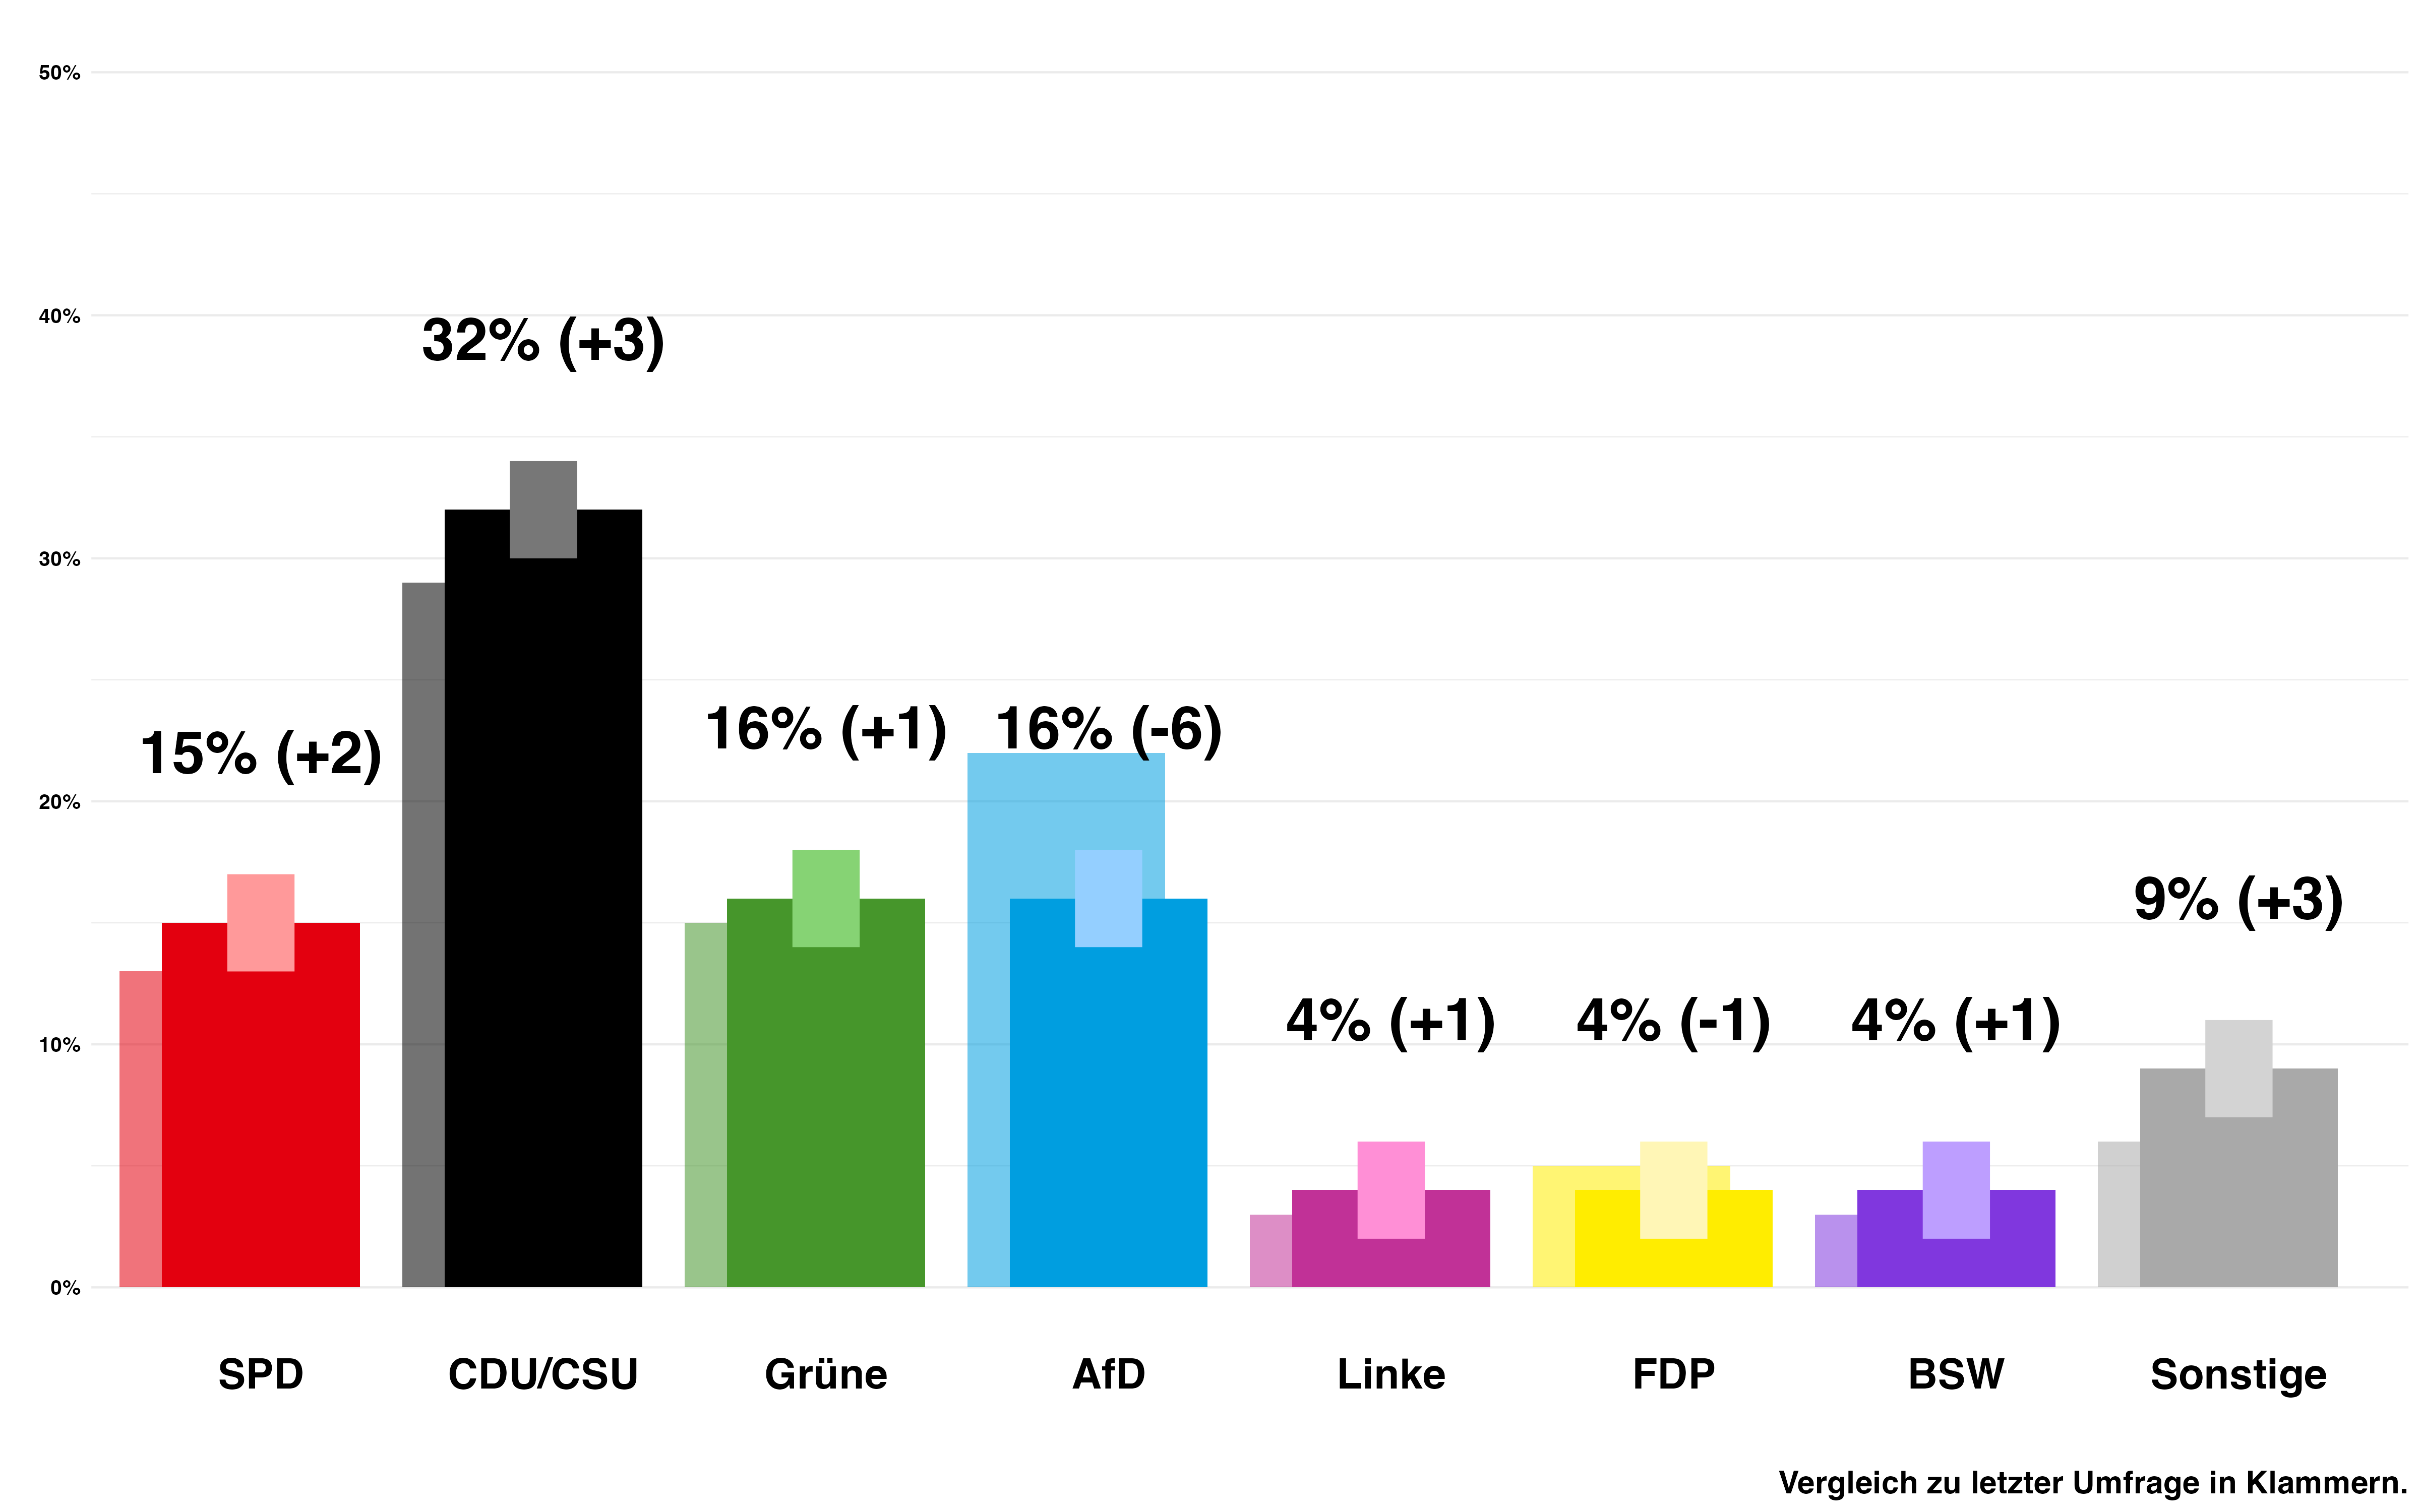 50%
40%
30%
20%
10%
0%
32% (+3)
15% (+2)
16% (+1)
16% (-6)
9% (+3)
4% (+1)
4% (-1)
4% (+1)
SPD
CDU/CSU
Grüne
AfD
Linke
FDP
BSW
Sonstige
Vergleich zu letzter Umfrage in Klammern.